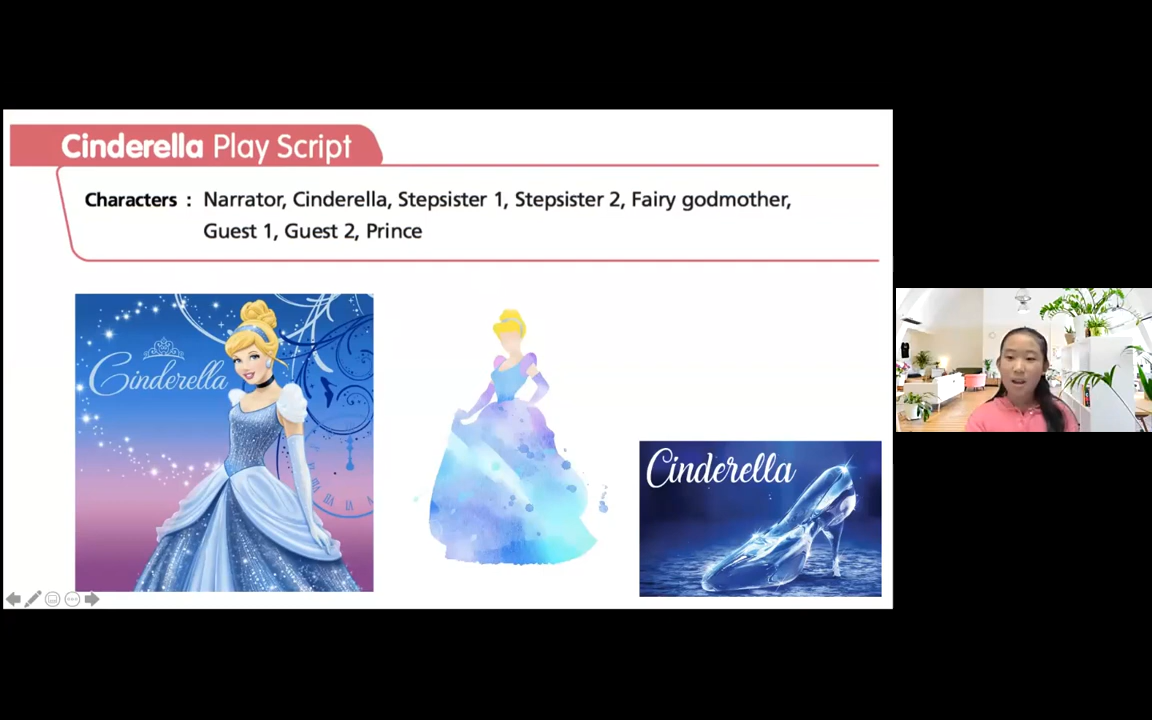 Cinderella Play Script
Characters : Narrator, Cinderella, Stepsister 1, Stepsister 2, Fairy godmother,
Guest 1, Guest 2, Prince
Cinderella
Cinderella